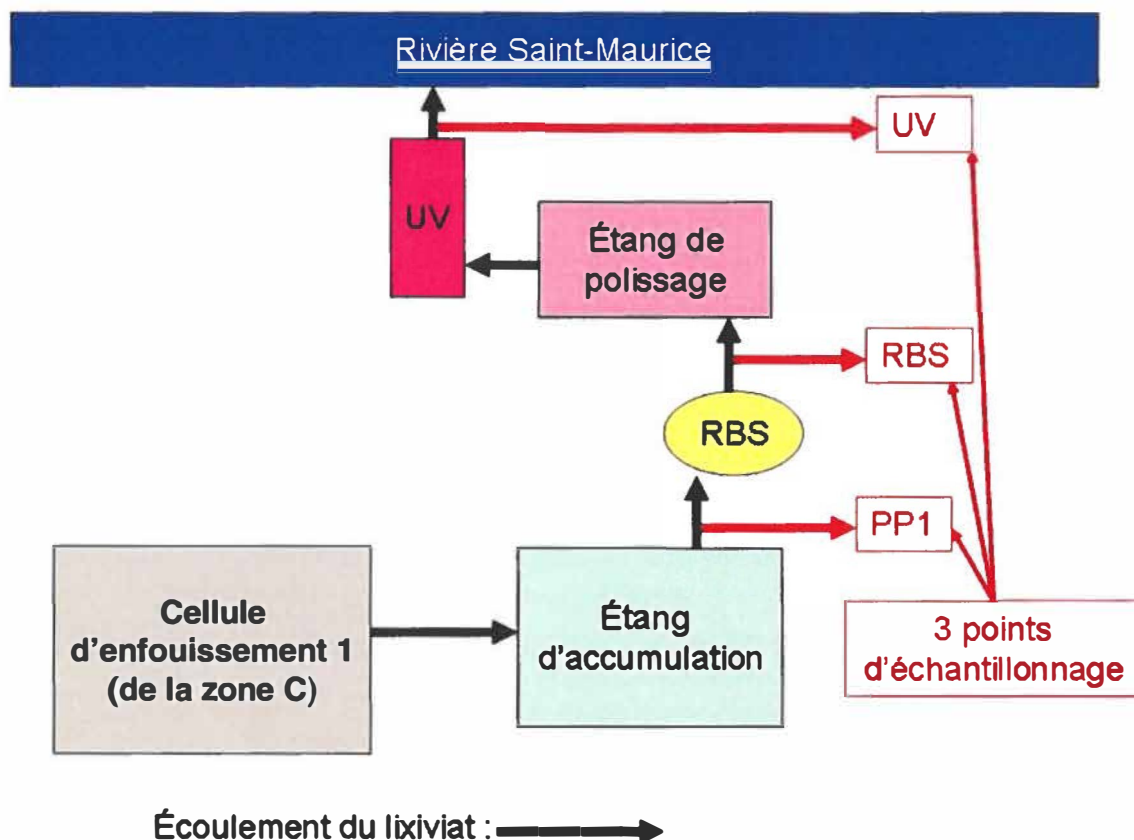 Rivière Saint-Maurice
UV
UV
Étang de
polissage
RBS
RBS
PP1
Cellule
d'enfouissement 1
(de la zone C)
Étang
d'accumulation
3 points
d'échantillonnage
Écoulement du lixiviat :